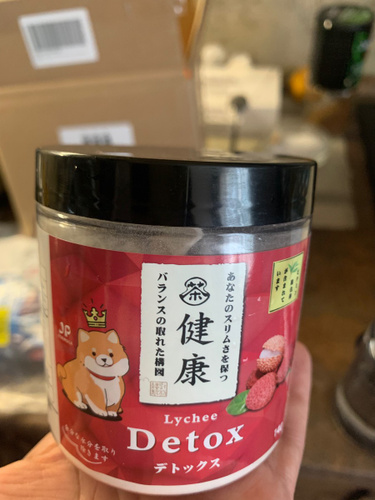 JP
茶
健康
あなたのスリムさを保つ
バランスの取れた構図
Lychee
Detox
デトックス